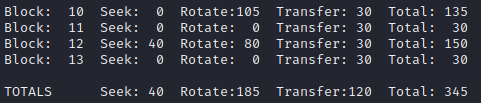 Block:  10  Seek:  0  Rotate:105  Transfer: 30  Total: 135
Block:  11  Seek:  0  Rotate:  0  Transfer: 30  Total:  30
Block:  12  Seek: 40  Rotate: 80  Transfer: 30  Total: 150
Block:  13  Seek:  0  Rotate:  0  Transfer: 30  Total:  30
TOTALS      Seek: 40  Rotate:185  Transfer:120  Total: 345